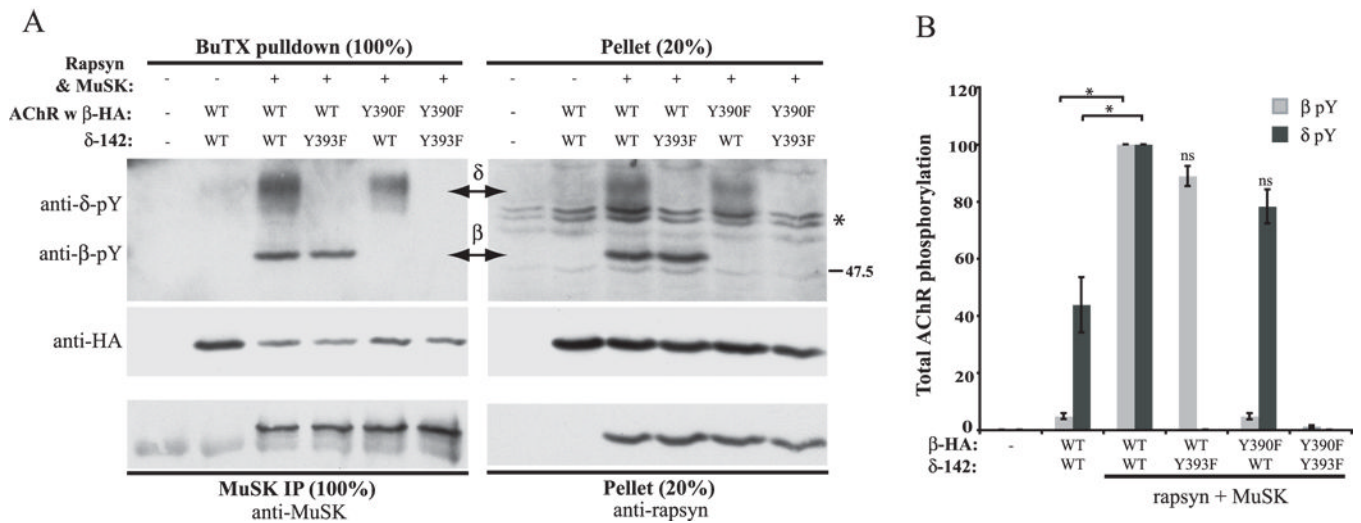 A
BuTX pulldown (100%)
Pellet (20%)
Rapsyn
& MuSK: - - + + + + - - + + + +
AChR w β-HA: - WT WT WT Y390F Y390F - WT WT WT Y390F Y390F
δ-142: - WT WT Y393F WT Y393F - WT WT Y393F WT Y393F
anti-δ-pY
δ
*
anti-β-pY
β
47.5
anti-HA
MuSK IP (100%)
anti-MuSK
Pellet (20%)
anti-rapsyn
B
Total AChR phosphorylation
120
100
80
60
40
20
0
β pY
δ pY
*
*
ns
ns
β-HA: - WT WT WT Y390F Y390F
δ-142: WT WT Y393F WT Y393F
rapsyn + MuSK